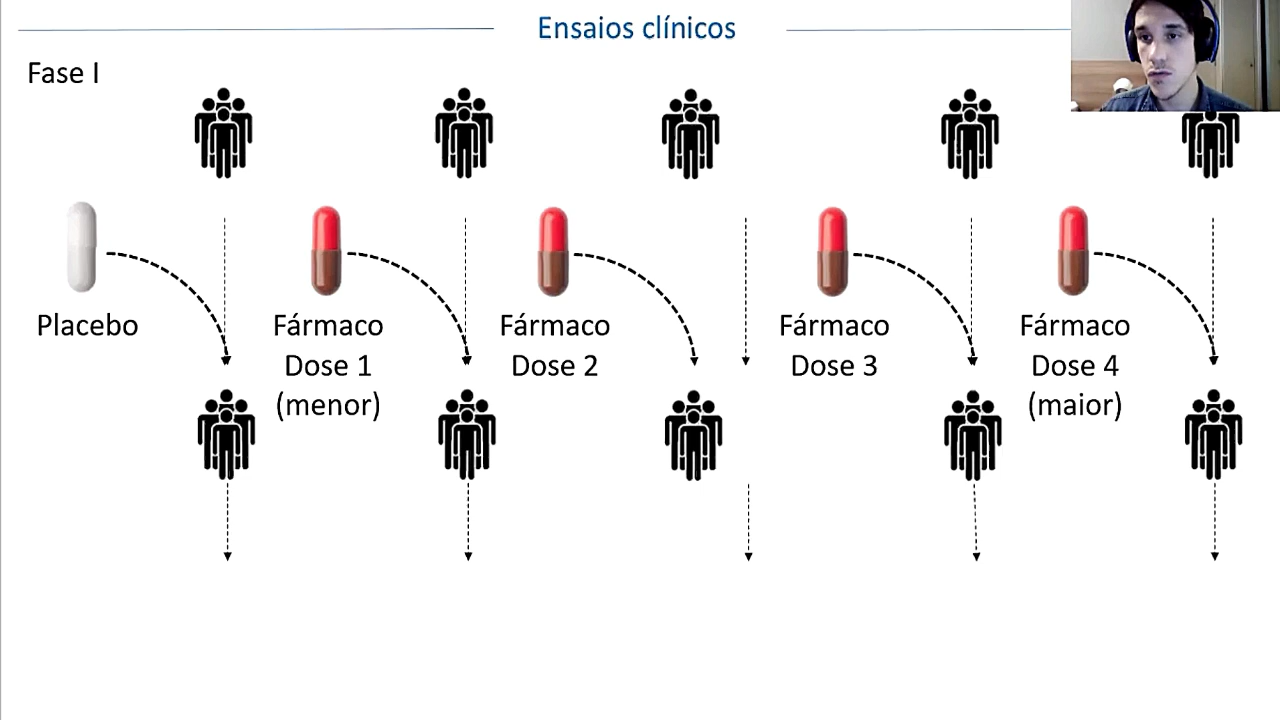 Ensaios clínicos
Fase I
Placebo
Fármaco
Dose 1
(menor)
Fármaco
Dose 2
Fármaco
Dose 3
Fármaco
Dose 4
(maior)